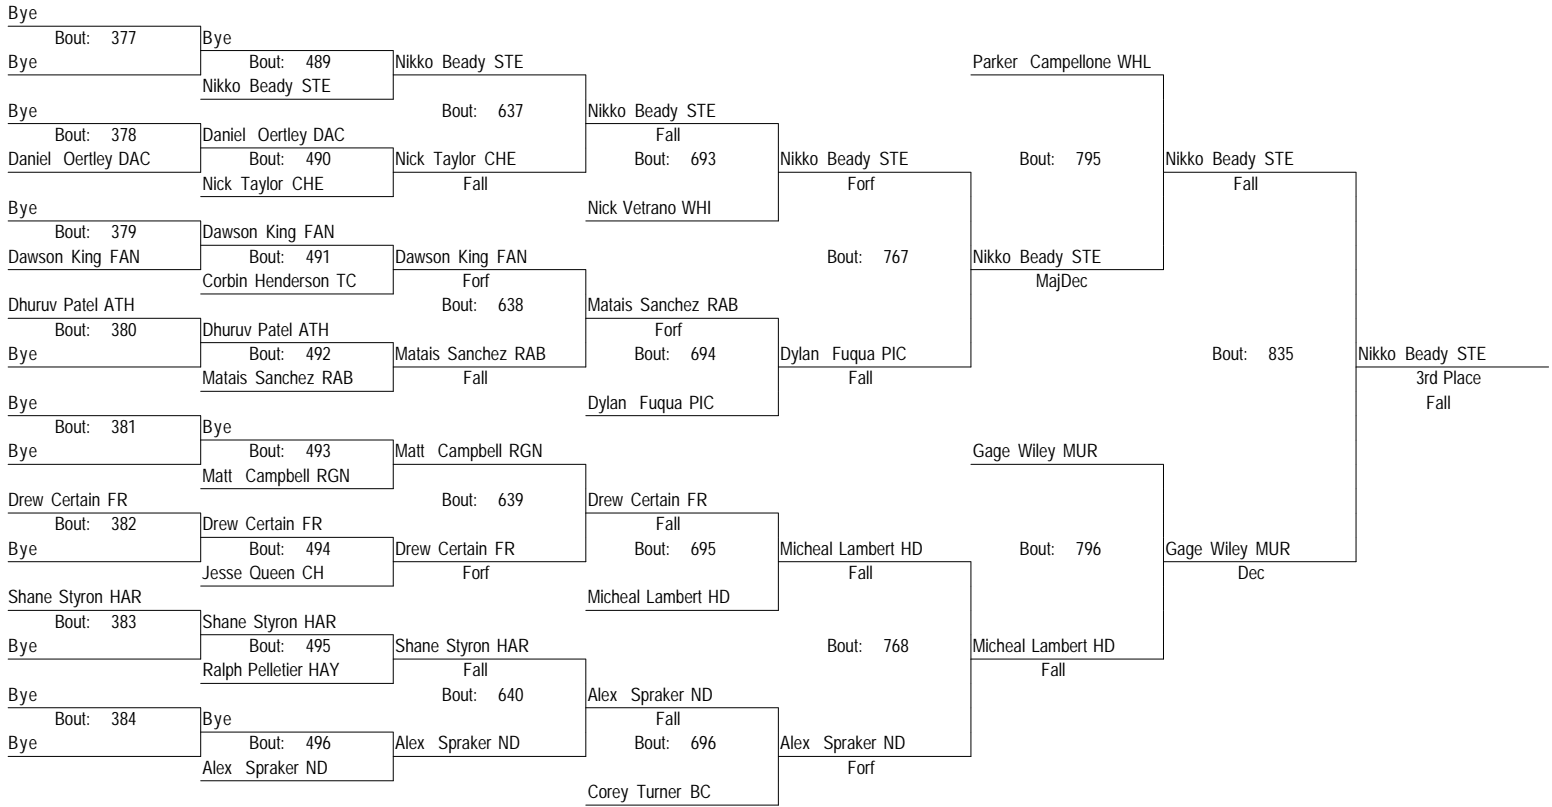 Bye
Bout: 377
Bye
Bye
Bout: 378
Daniel Oertley DAC
Bye
Bout: 379
Dawson King FAN
Dhuruv Patel ATH
Bout: 380
Bye
Bye
Bout: 381
Bye
Drew Certain FR
Bout: 382
Bye
Shane Styron HAR
Bout: 383
Bye
Bye
Bout: 384
Bye
Bye
Bout: 489
Nikko Beady STE
Daniel Oertley DAC
Bout: 490
Nick Taylor CHE
Dawson King FAN
Bout: 491
Corbin Henderson TC
Dhuruv Patel ATH
Bout: 492
Matais Sanchez RAB
Bye
Bout: 493
Matt Campbell RGN
Drew Certain FR
Bout: 494
Jesse Queen CH
Shane Styron HAR
Bout: 495
Ralph Pelletier HAY
Bye
Bout: 496
Alex Spraker ND
Nikko Beady STE
Bout: 637
Nick Taylor CHE
Fall
Dawson King FAN
Forf
Bout: 638
Matais Sanchez RAB
Fall
Matt Campbell RGN
Bout: 639
Drew Certain FR
Forf
Shane Styron HAR
Fall
Bout: 640
Alex Spraker ND
Nikko Beady STE
Fall
Bout: 693
Nick Vetrano WHI
Matais Sanchez RAB
Forf
Bout: 694
Dylan Fuqua PIC
Drew Certain FR
Fall
Bout: 695
Micheal Lambert HD
Alex Spraker ND
Fall
Bout: 696
Corey Turner BC
Nikko Beady STE
Forf
Bout: 767
Dylan Fuqua PIC
Fall
Micheal Lambert HD
Fall
Bout: 768
Alex Spraker ND
Forf
Parker Campellone WHL
Bout: 795
Nikko Beady STE
MajDec
Gage Wiley MUR
Bout: 796
Micheal Lambert HD
Fall
Nikko Beady STE
Fall
Bout: 835
Gage Wiley MUR
Dec
Nikko Beady STE
3rd Place
Fall